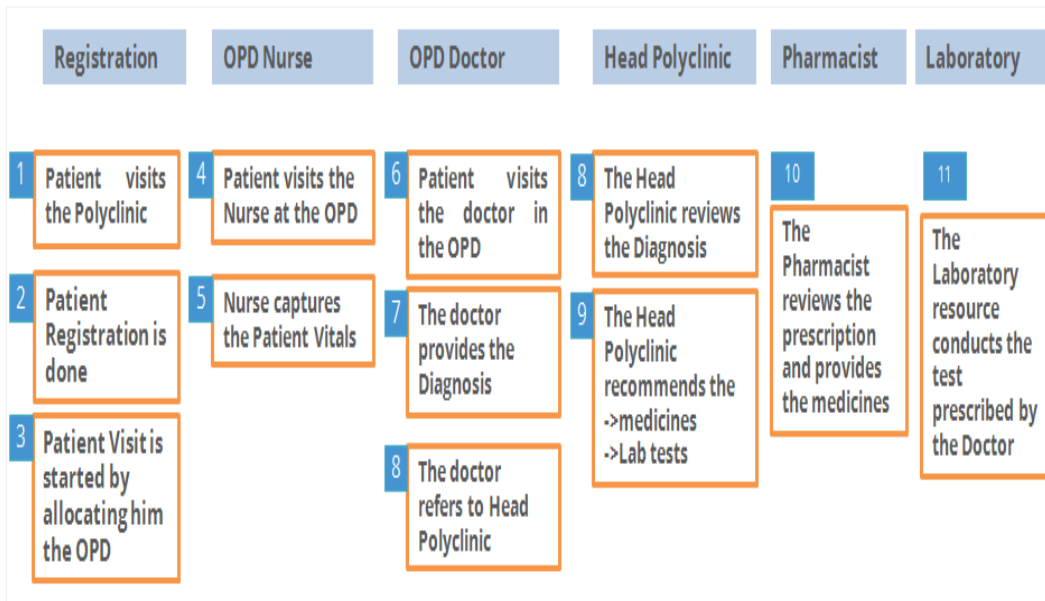 Registration
OPD Nurse
OPD Doctor
Head Polyclinic
Pharmacist
Laboratory
1
Patient visits
the Polyclinic
2
Patient
Registration is
done
3
Patient Visit is
started by
allocating him
the OPD
4
Patient visits the
Nurse at the OPD
5
Nurse captures
the Patient Vitals
6
Patient visits
the doctor in
the OPD
7
The doctor
provides the
Diagnosis
8
The doctor
refers to Head
Polyclinic
8
The Head
Polyclinic reviews
the Diagnosis
9
The Head
Polyclinic
recommends the
->medicines
->Lab tests
10
The
Pharmacist
reviews the
prescription
and provides
the medicines
11
The
Laboratory
resource
conducts the
test
prescribed by
the Doctor